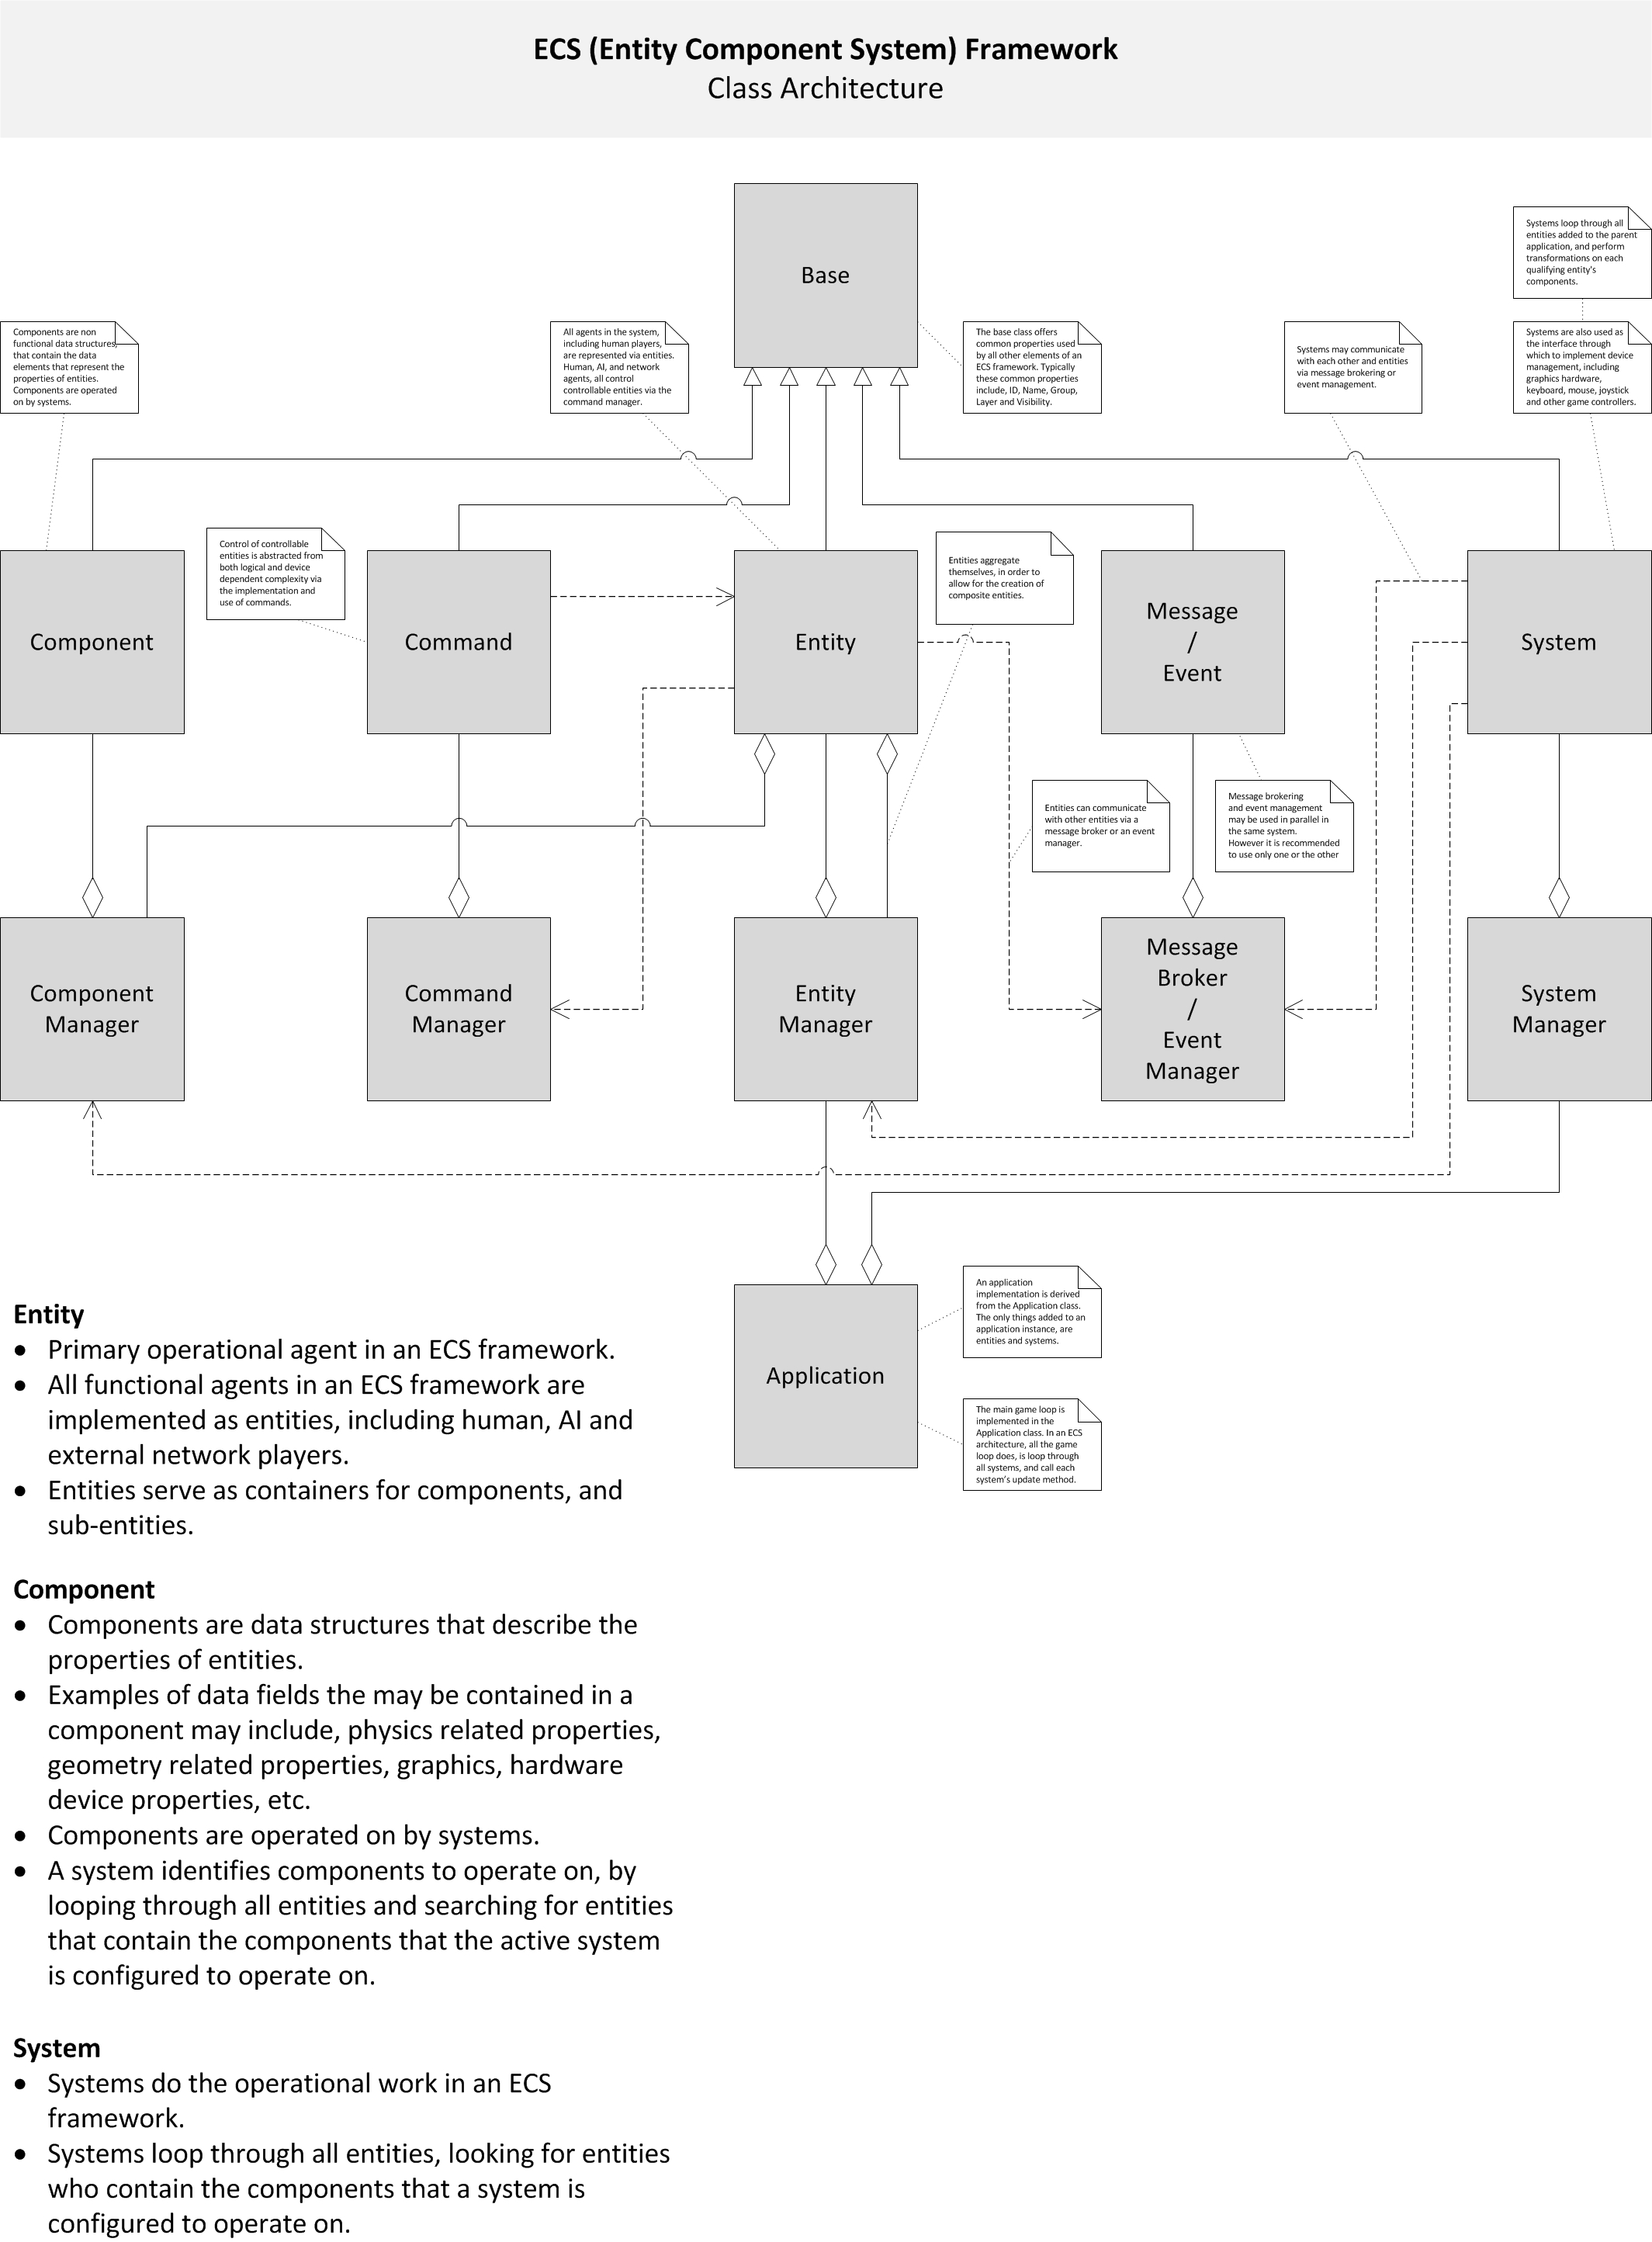 ECS (Entity Component System) Framework
Class Architecture
Base
Systems loop through all
entities added to the parent
application, and perform
transformations on each
qualifying entity's
components.
Components are non
functional data structures,
that contain the data
elements that represent the
properties of entities.
Components are operated
on by systems.
All agents in the system,
including human players,
are represented via entities.
Human, AI, and network
agents, all control
controllable entities via the
command manager.
The base class offers
common properties used
by all other elements of an
ECS framework. Typically
these common properties
include, ID, Name, Group,
Layer and Visibility.
Systems may communicate
with each other and entities
via message brokering or
event management.
Systems are also used as
the interface through
which to implement device
management, including
graphics hardware,
keyboard, mouse, joystick
and other game controllers.
Control of controllable
entities is abstracted from
both logical and device
dependent complexity via
the implementation and
use of commands.
Entities aggregate
themselves, in order to
allow for the creation of
composite entities.
Component
Command
Entity
Message
/
Event
System
Entities can communicate
with other entities via a
message broker or an event
manager.
Message brokering
and event management
may be used in parallel in
the same system.
However it is recommended
to use only one or the other
Component
Manager
Command
Manager
Entity
Manager
Message
Broker
/
Event
Manager
System
Manager
Application
An application
implementation is derived
from the Application class.
The only things added to an
application instance, are
entities and systems.
The main game loop is
implemented in the
Application class. In an ECS
architecture, all the game
loop does, is loop through
all systems, and call each
system's update method.
Entity
• Primary operational agent in an ECS framework.
• All functional agents in an ECS framework are
implemented as entities, including human, AI and
external network players.
• Entities serve as containers for components, and
sub-entities.
Component
• Components are data structures that describe the
properties of entities.
• Examples of data fields the may be contained in a
component may include, physics related properties,
geometry related properties, graphics, hardware
device properties, etc.
• Components are operated on by systems.
• A system identifies components to operate on, by
looping through all entities and searching for entities
that contain the components that the active system
is configured to operate on.
System
• Systems do the operational work in an ECS
framework.
• Systems loop through all entities, looking for entities
who contain the components that a system is
configured to operate on.